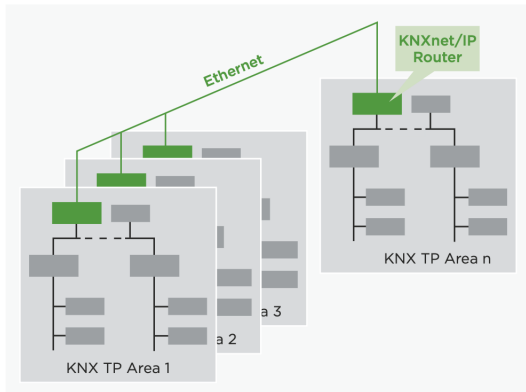 KNXnet/IP
Router
Ethernet
KNX TP Area n
a 3
a 2
KNX TP Area 1